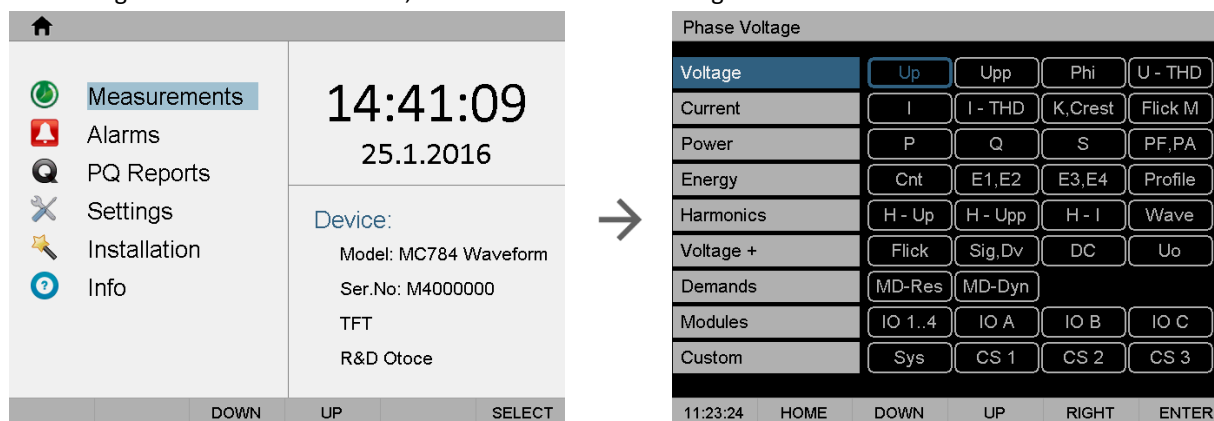 Measurements
Alarms
PQ Reports
Settings
Installation
Info
14:41:09
25.1.2016
Device:
Model: MC784 Waveform
Ser.No: M4000000
TFT
R&D Otoce
DOWN UP SELECT
Phase Voltage
Voltage Up Upp Phi U - THD
Current I I - THD K,Crest Flick M
Power P Q S PF,PA
Energy Cnt E1,E2 E3,E4 Profile
Harmonics H - Up H - Upp H - I Wave
Voltage + Flick Sig,Dv DC Uo
Demands MD-Res MD-Dyn
Modules IO 1..4 IO A IO B IO C
Custom Sys CS 1 CS 2 CS 3
11:23:24 HOME DOWN UP RIGHT ENTER